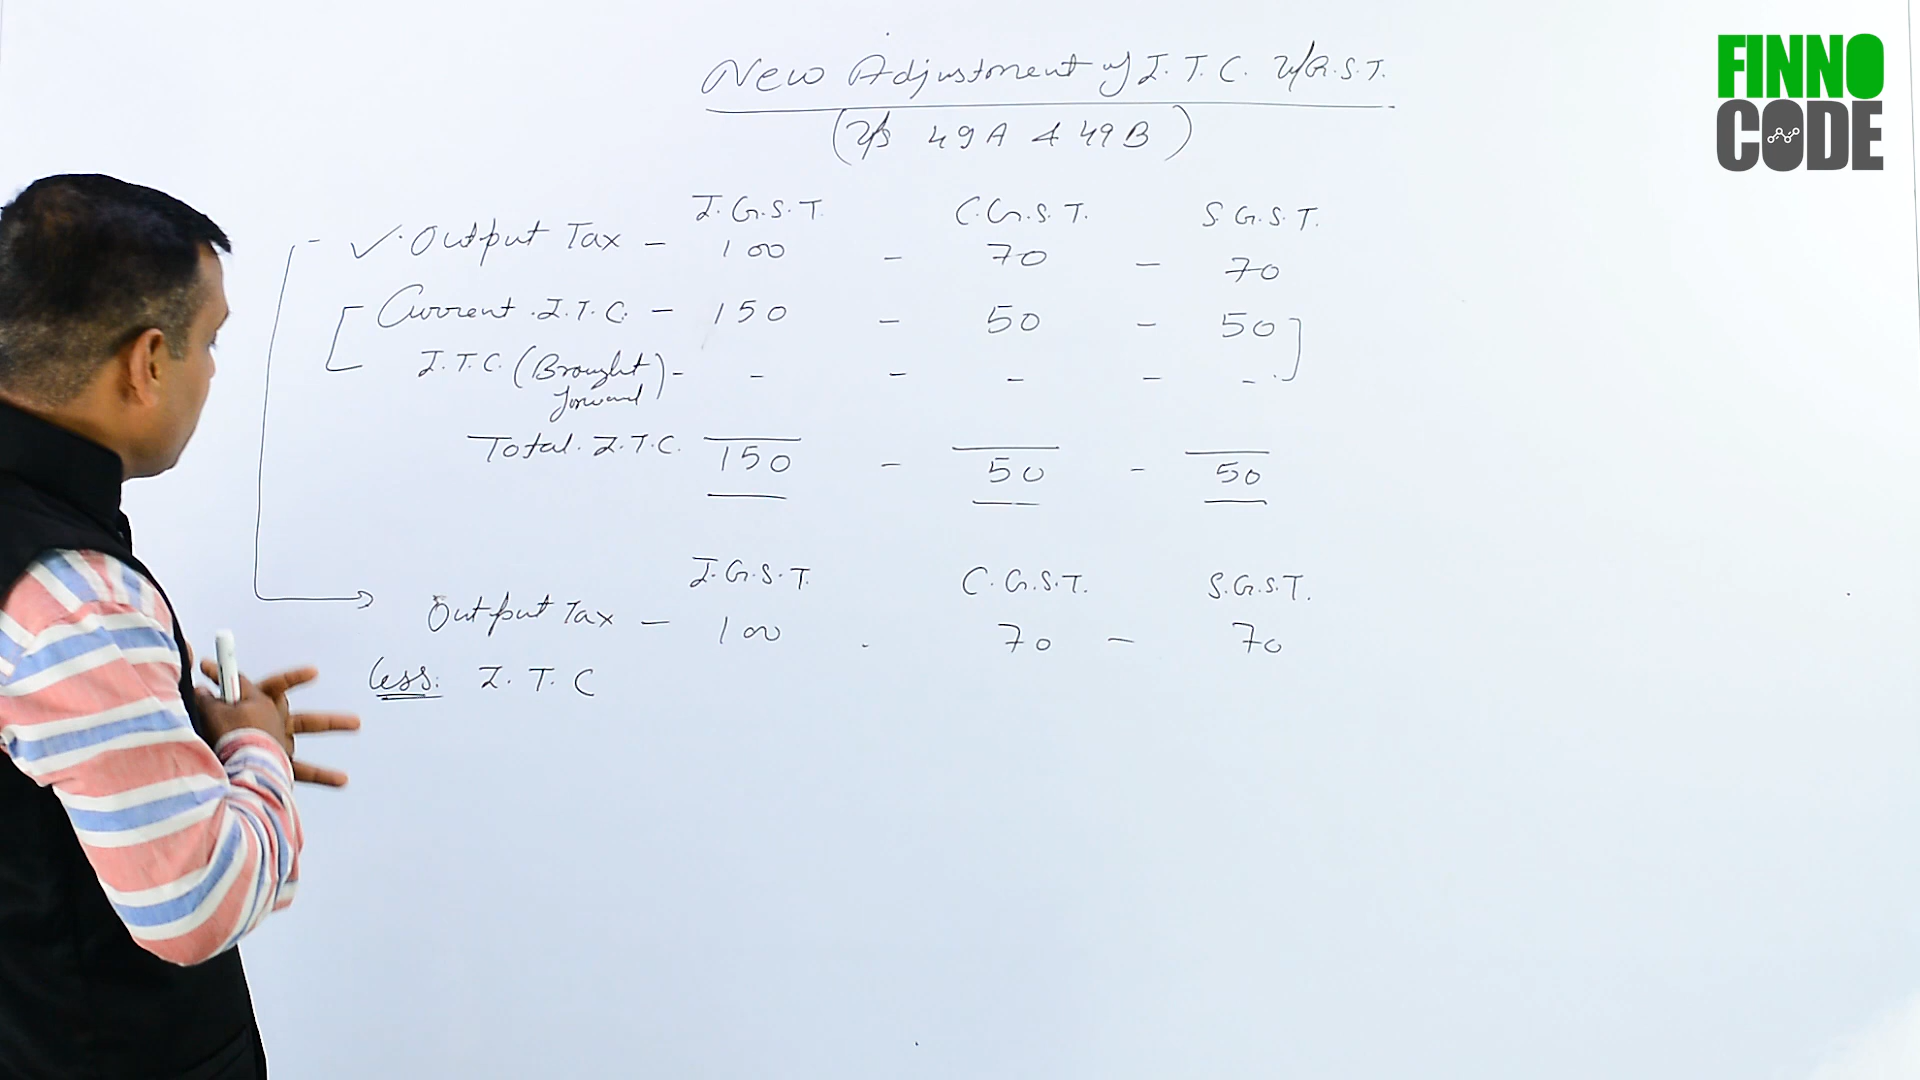 FINNO
CODE
New Adjustment of I.T.C. u/G.S.T.
(u/s 49A & 49B)
I.G.S.T. C.G.S.T. S.G.S.T.
- ✓. Output Tax - 100 - 70 - 70
Current .I.T.C. - 150 - 50 - 50
I.T.C. (Brought forward) - - - - - -
Total. I.T.C. 150 - 50 - 50
I.G.S.T. C.G.S.T. S.G.S.T.
Output Tax - 100 . 70 - 70
Less: I.T.C